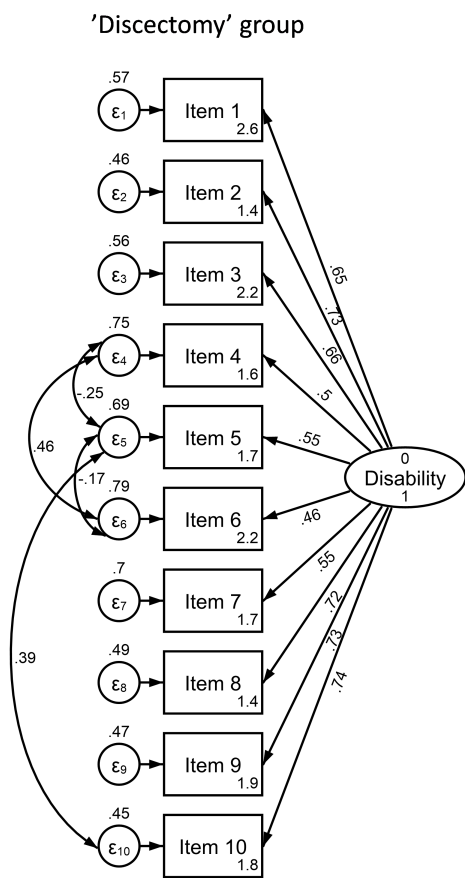 'Discectomy' group
.57
ε1
Item 1
2.6
.46
ε2
Item 2
1.4
.56
ε3
Item 3
2.2
.75
ε4
Item 4
1.6
.69
ε5
Item 5
1.7
.79
ε6
Item 6
2.2
.7
ε7
Item 7
1.7
.49
ε8
Item 8
1.4
.47
ε9
Item 9
1.9
.45
ε10
Item 10
1.8
-.25
.46
-.17
.39
.65
.73
.66
.5
.55
.46
.55
.72
.73
.74
0
Disability
1